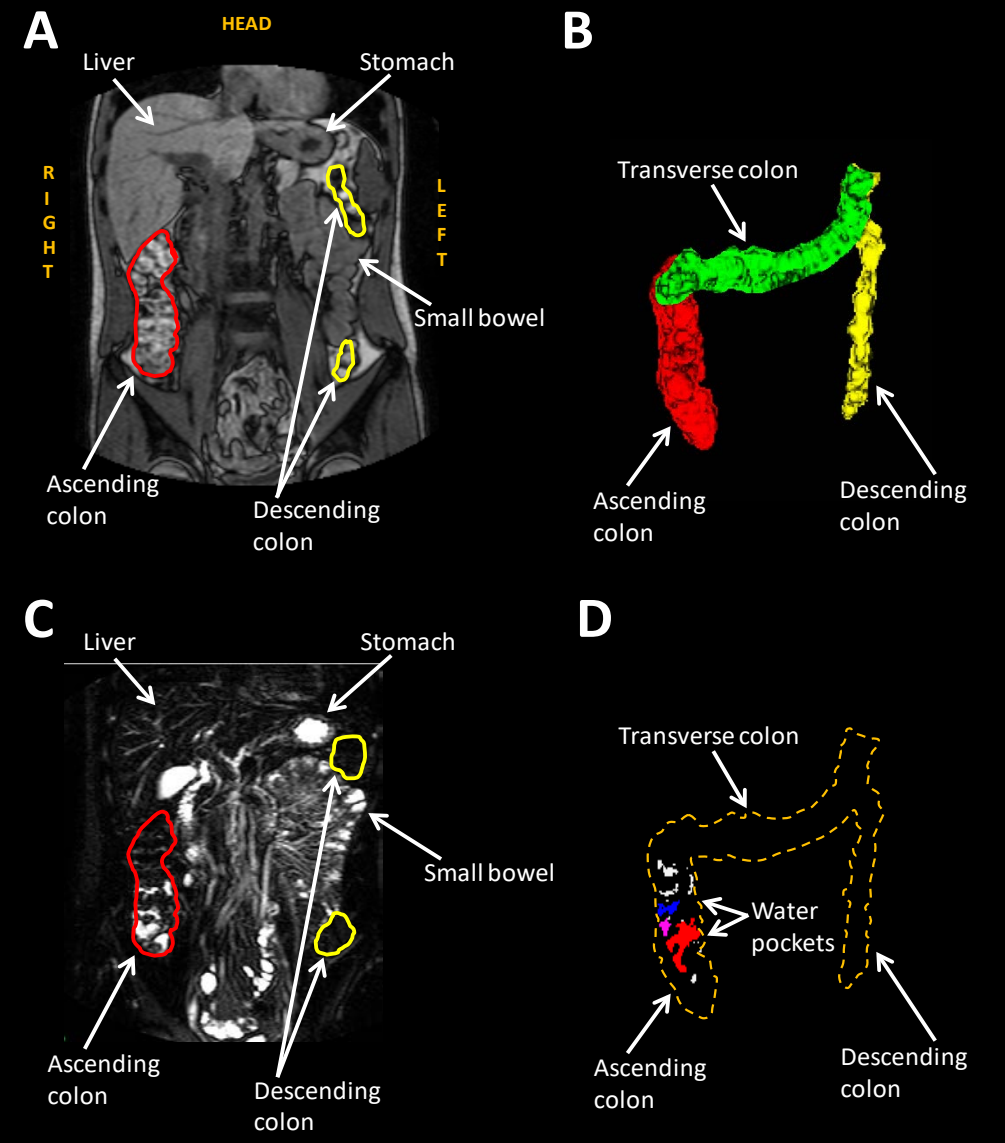 A
HEAD
Liver
Stomach
RIGHT
LEFT
Small bowel
Ascending
colon
Descending
colon
B
Transverse colon
Ascending
colon
Descending
colon
C
Liver
Stomach
Small bowel
Ascending
colon
Descending
colon
D
Transverse colon
Water
pockets
Ascending
colon
Descending
colon